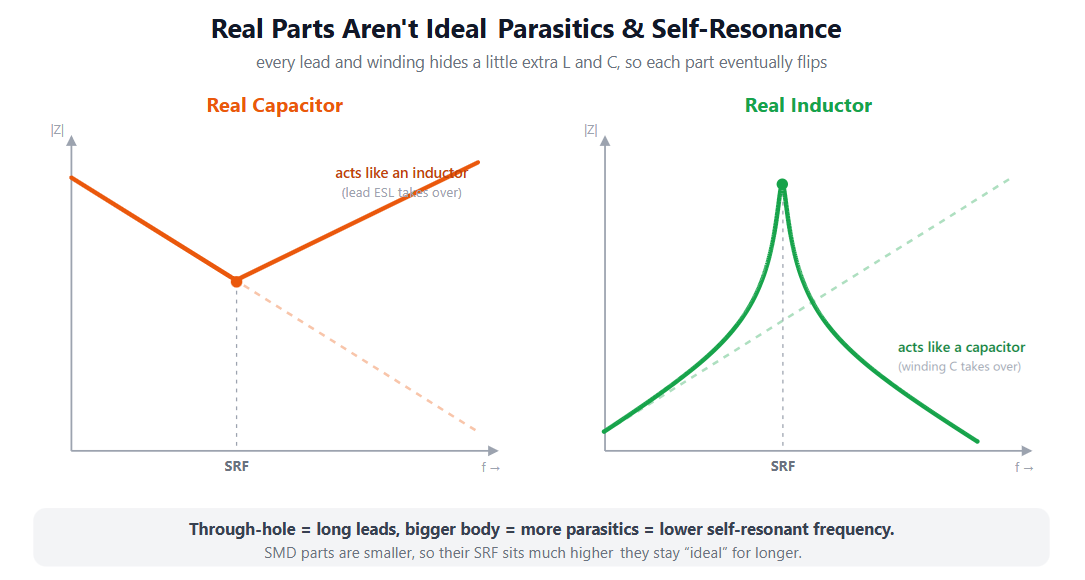 Real Parts Aren't Ideal Parasitics & Self-Resonance
every lead and winding hides a little extra L and C, so each part eventually flips
Real Capacitor
|Z|
acts like an inductor
(lead ESL takes over)
SRF
f →
Real Inductor
|Z|
acts like a capacitor
(winding C takes over)
SRF
f →
Through-hole = long leads, bigger body = more parasitics = lower self-resonant frequency.
SMD parts are smaller, so their SRF sits much higher they stay “ideal” for longer.